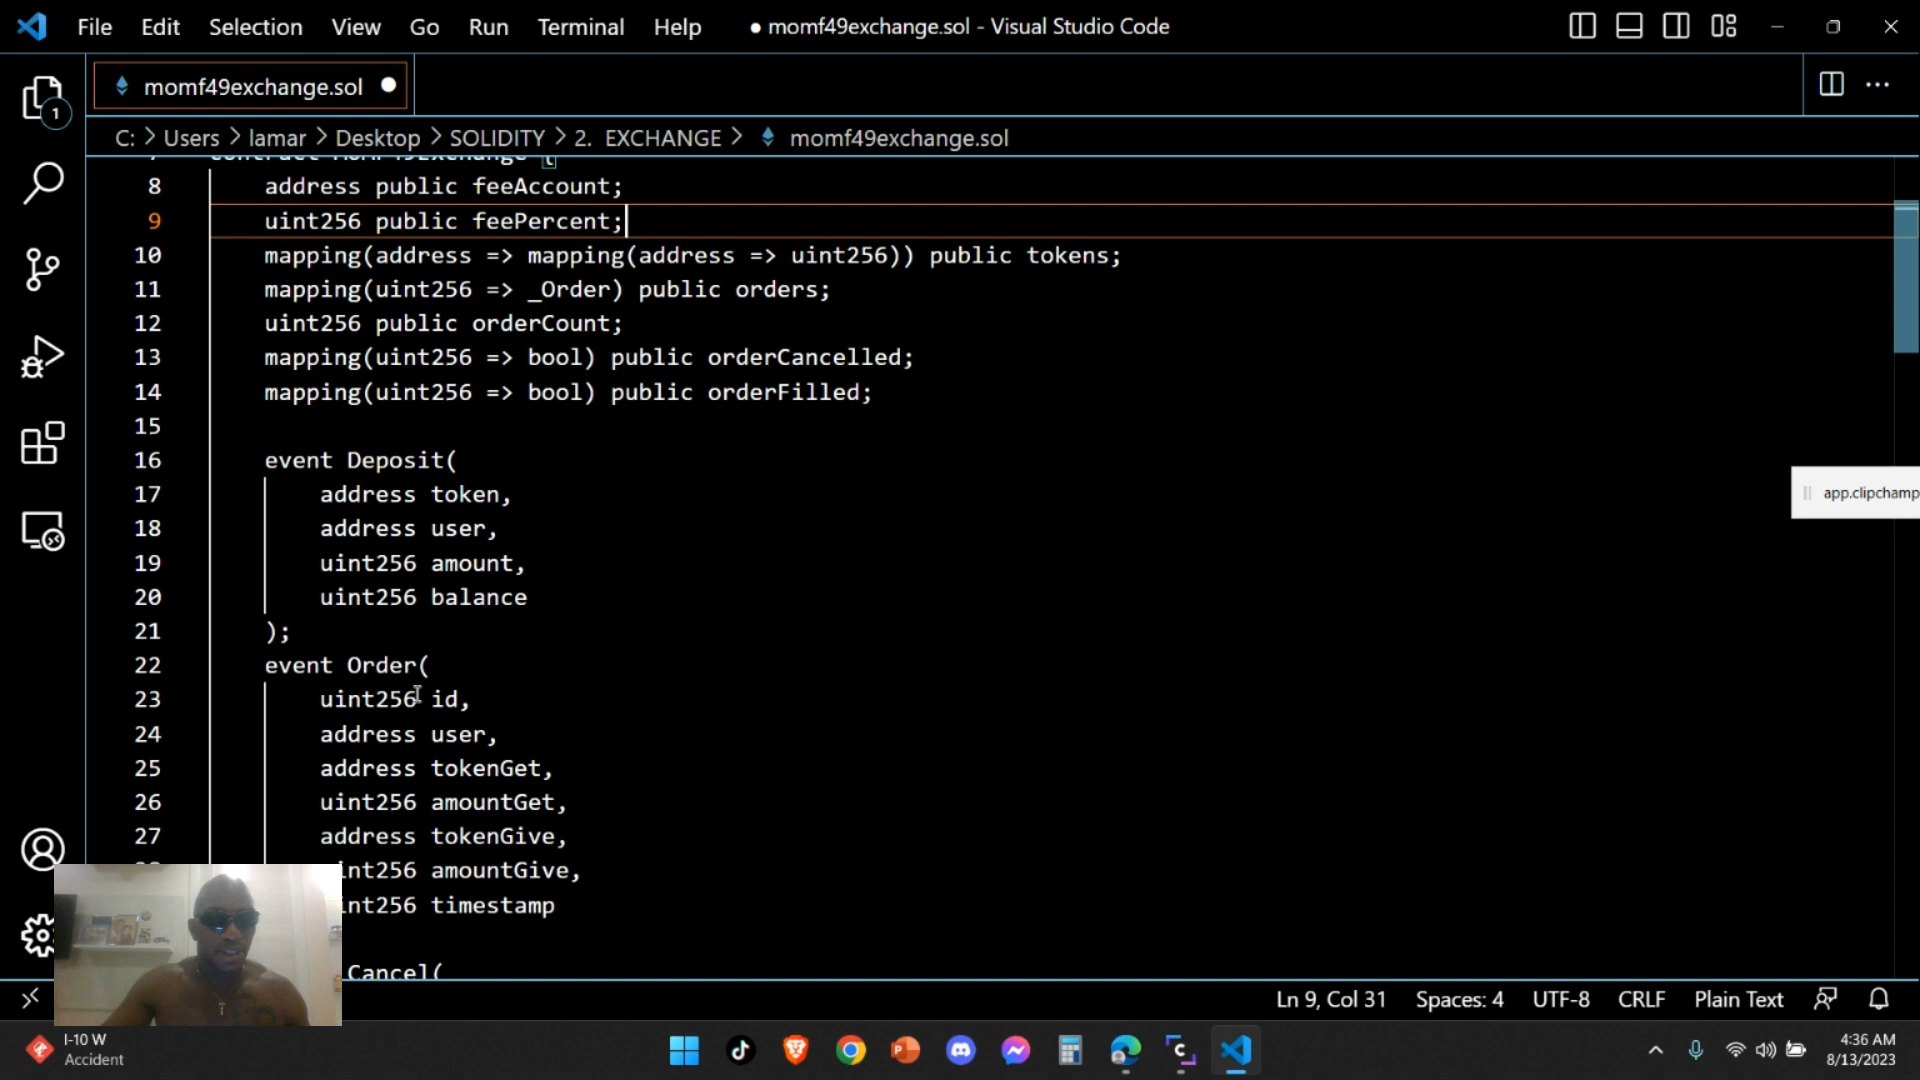 File Edit Selection View Go Run Terminal Help ● momf49exchange.sol - Visual Studio Code
momf49exchange.sol
1
C: > Users > lamar > Desktop > SOLIDITY > 2. EXCHANGE > momf49exchange.sol
8 address public feeAccount;
9 uint256 public feePercent;
10 mapping(address => mapping(address => uint256)) public tokens;
11 mapping(uint256 => _Order) public orders;
12 uint256 public orderCount;
13 mapping(uint256 => bool) public orderCancelled;
14 mapping(uint256 => bool) public orderFilled;
15
16 event Deposit(
17 address token,
18 address user,
19 uint256 amount,
20 uint256 balance
21 );
22 event Order(
23 uint256 id,
24 address user,
25 address tokenGet,
26 uint256 amountGet,
27 address tokenGive,
int256 amountGive,
int256 timestamp
Cancel(
app.clipchamp
Ln 9, Col 31 Spaces: 4 UTF-8 CRLF Plain Text
I-10 W
Accident
4:36 AM
8/13/2023